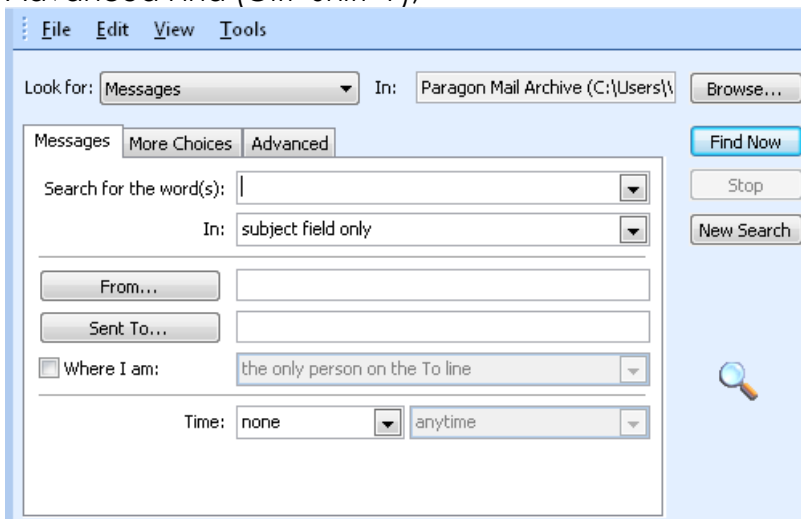 File Edit View Tools
Look for: Messages In: Paragon Mail Archive (C:\Users\ Browse...
Messages More Choices Advanced Find Now
Search for the word(s): Stop
In: subject field only New Search
From...
Sent To...
Where I am: the only person on the To line
Time: none anytime